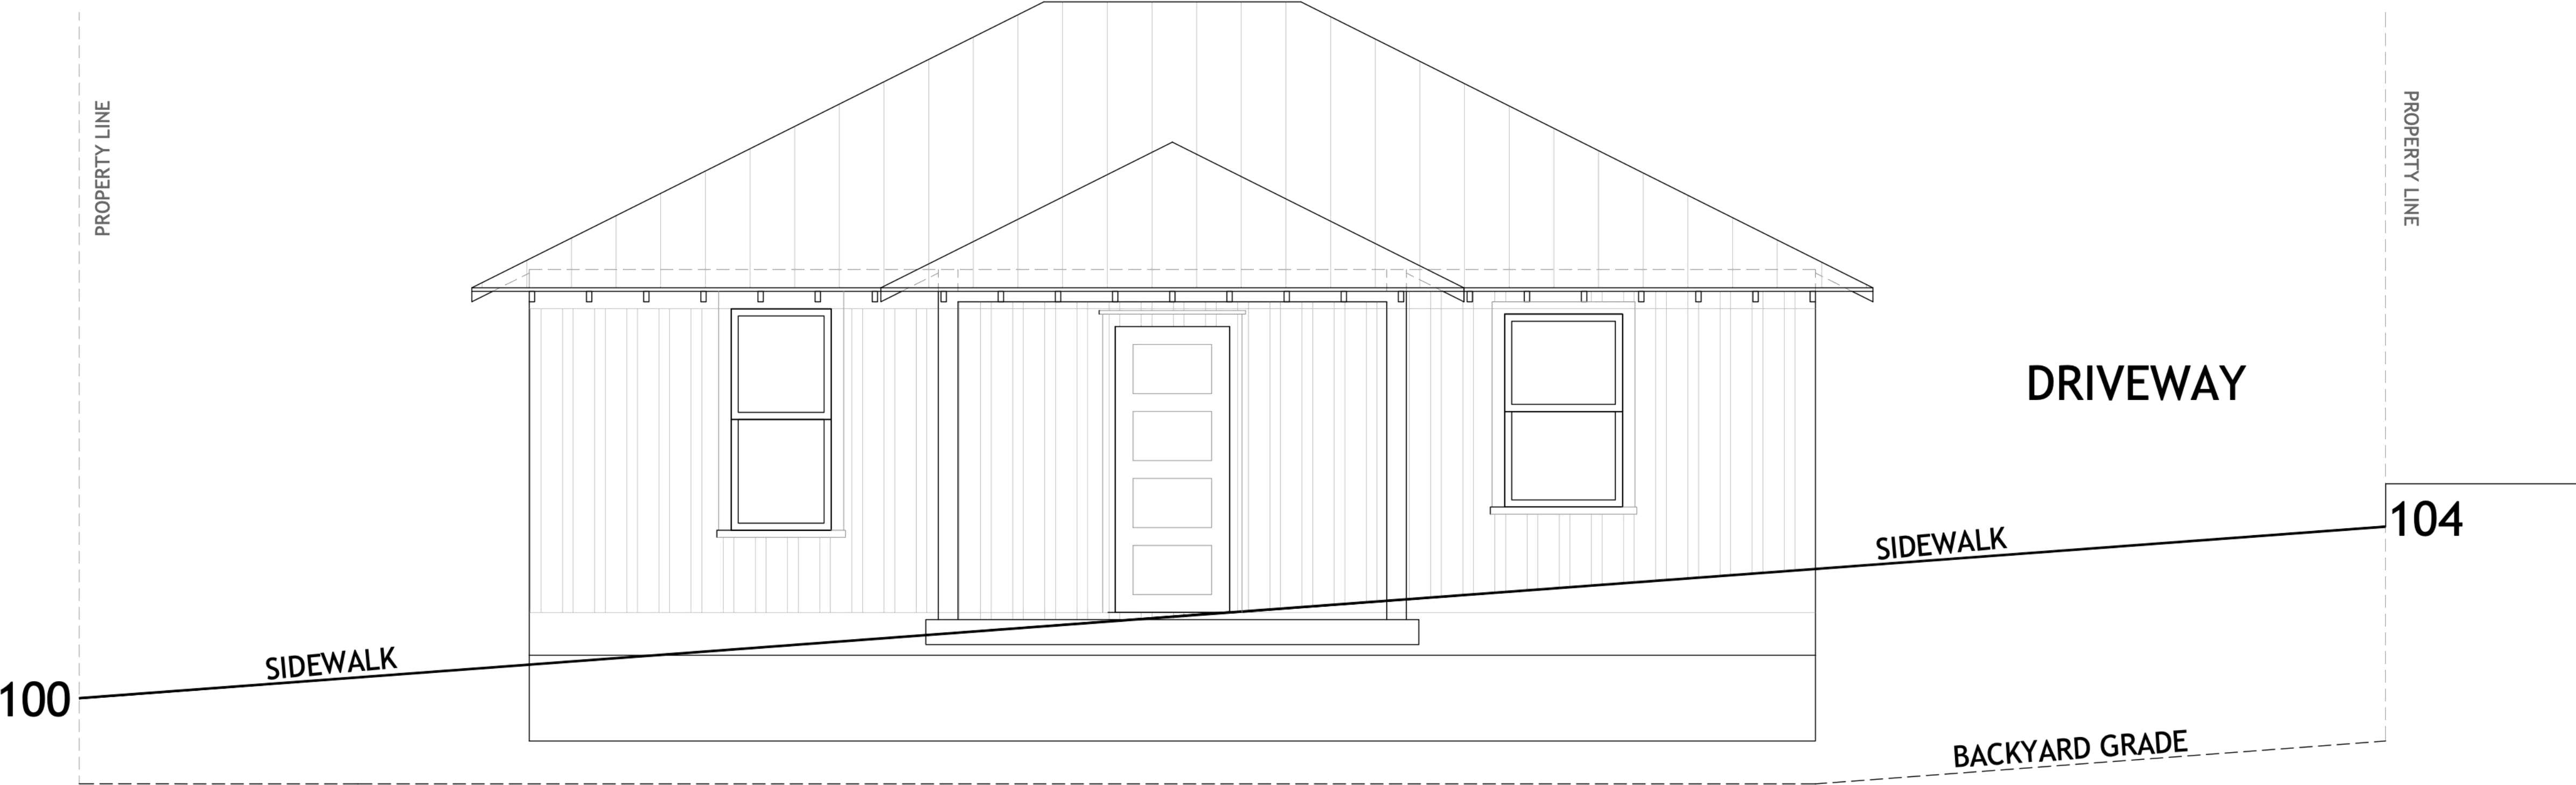 PROPERTY LINE
PROPERTY LINE
DRIVEWAY
104
SIDEWALK
SIDEWALK
100
BACKYARD GRADE